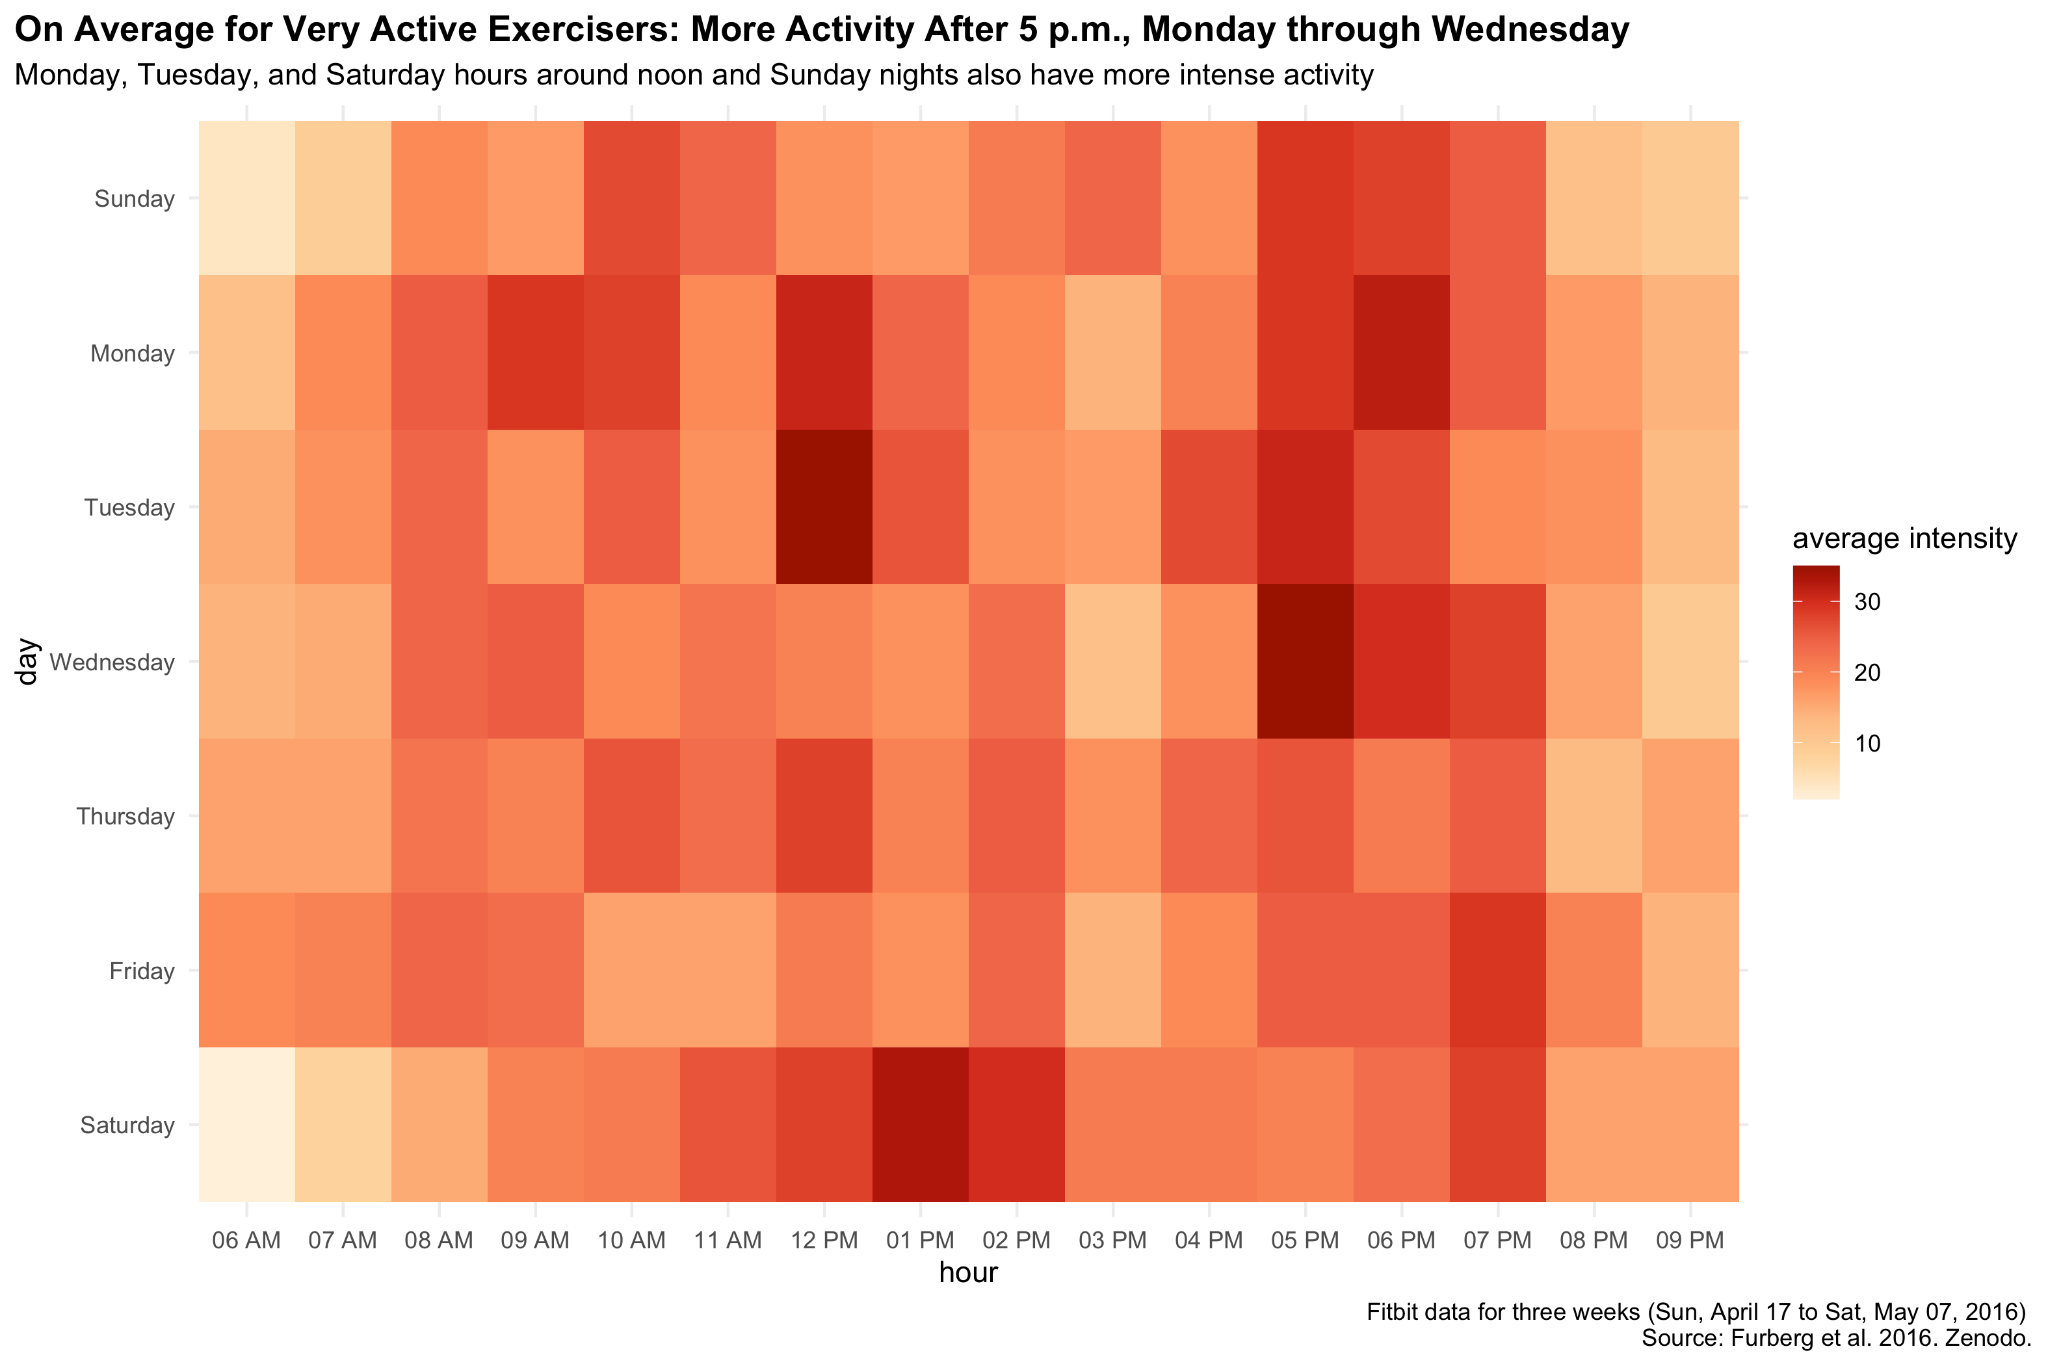 On Average for Very Active Exercisers: More Activity After 5 p.m., Monday through Wednesday
Monday, Tuesday, and Saturday hours around noon and Sunday nights also have more intense activity
Sunday
Monday
Tuesday
Wednesday
Thursday
Friday
Saturday
day
06 AM 07 AM 08 AM 09 AM 10 AM 11 AM 12 PM 01 PM 02 PM 03 PM 04 PM 05 PM 06 PM 07 PM 08 PM 09 PM
hour
average intensity
30
20
10
Fitbit data for three weeks (Sun, April 17 to Sat, May 07, 2016)
Source: Furberg et al. 2016. Zenodo.